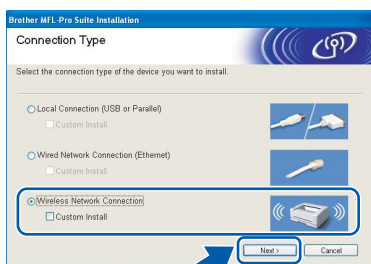 Brother MFL-Pro Suite Installation
Connection Type
Select the connection type of the device you want to install.
Local Connection (USB or Parallel)
Custom Install
Wired Network Connection (Ethernet)
Custom Install
Wireless Network Connection
Custom Install
Next >
Cancel